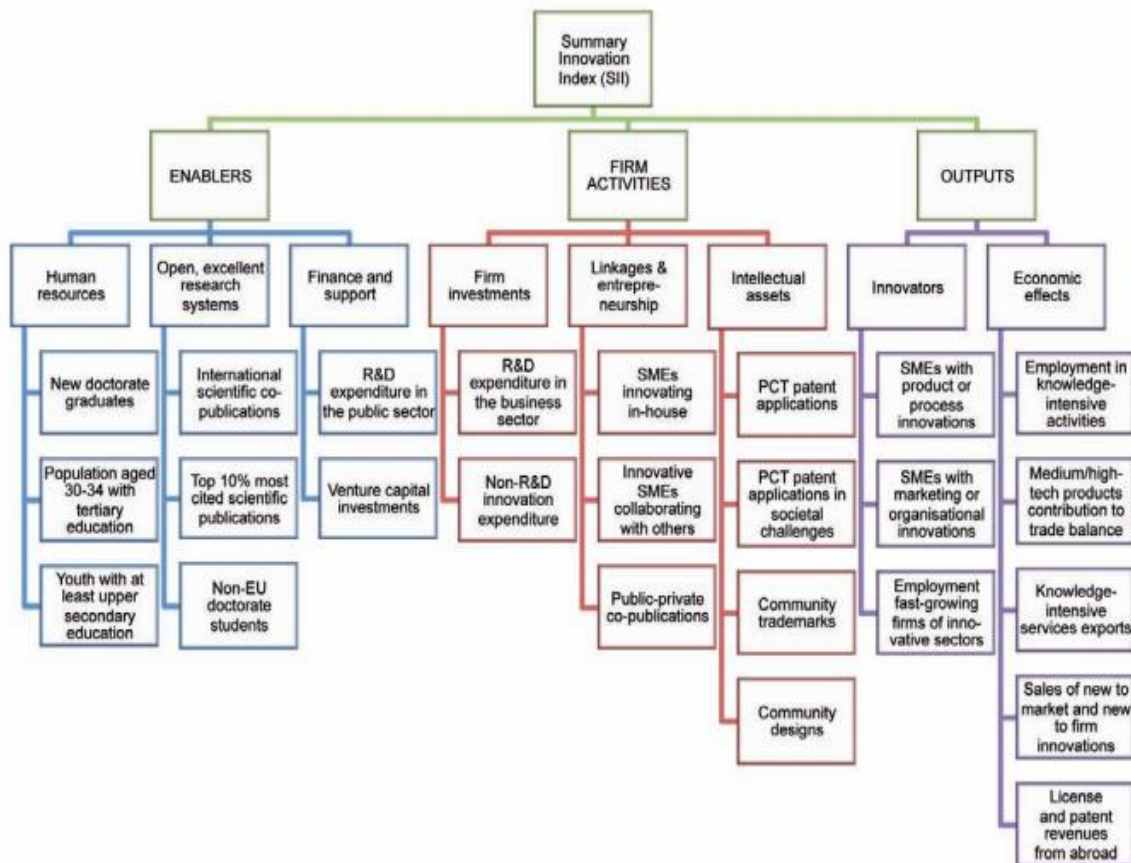 Summary
Innovation
Index (SII)
ENABLERS
FIRM
ACTIVITIES
OUTPUTS
Human
resources
Open, excellent
research
systems
Finance and
support
Firm
investments
Linkages &
entrepre-
neurship
Intellectual
assets
Innovators
Economic
effects
New doctorate
graduates
International
scientific co-
publications
R&D
expenditure in
the public sector
R&D
expenditure in
the business
sector
SMEs
innovating
in-house
PCT patent
applications
SMEs with
product or
process
innovations
Employment in
knowledge-
intensive
activities
Population aged
30-34 with
tertiary
education
Top 10% most
cited scientific
publications
Venture capital
investments
Non-R&D
innovation
expenditure
Innovative
SMEs
collaborating
with others
PCT patent
applications in
societal
challenges
SMEs with
marketing or
organisational
innovations
Medium/high-
tech products
contribution to
trade balance
Youth with at
least upper
secondary
education
Non-EU
doctorate
students
Public-private
co-publications
Community
trademarks
Employment
fast-growing
firms of inno-
vative sectors
Knowledge-
intensive
services exports
Community
designs
Sales of new to
market and new
to firm
innovations
License
and patent
revenues
from abroad